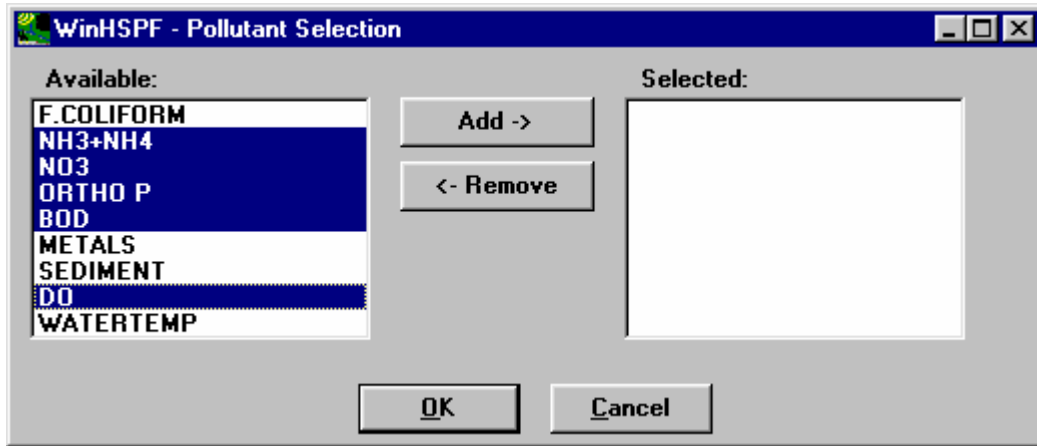 WinHSPF - Pollutant Selection
Available:
F.COLIFORM
NH3+NH4
NO3
ORTHO P
BOD
METALS
SEDIMENT
DO
WATERTEMP
Add ->
<- Remove
Selected:
OK
Cancel